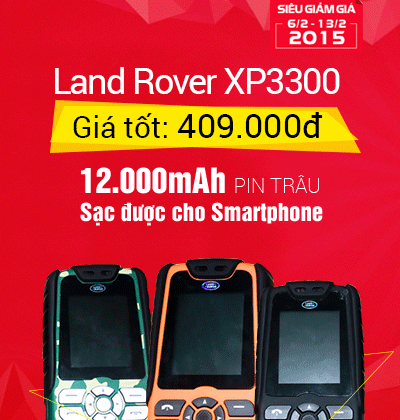 SIÊU GIẢM GIÁ
6/2 - 13/2
2015
Land Rover XP3300
Giá tốt: 409.000đ
12.000mAh PIN TRÂU
Sạc được cho Smartphone